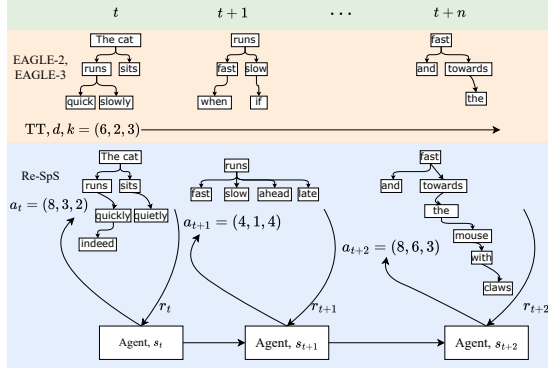 t t + 1 ... t + n
EAGLE-2,
EAGLE-3
The cat
runs sits
quick slowly
runs
fast slow
when if
fast
and towards
the
TT, d, k = (6, 2, 3)
Re-SpS
The cat
runs sits
quickly quietly
indeed
a_t = (8, 3, 2)
r_t
runs
fast slow ahead late
a_{t+1} = (4, 1, 4)
r_{t+1}
fast
and towards
the
mouse
with
claws
a_{t+2} = (8, 6, 3)
r_{t+2}
Agent, s_t
Agent, s_{t+1}
Agent, s_{t+2}